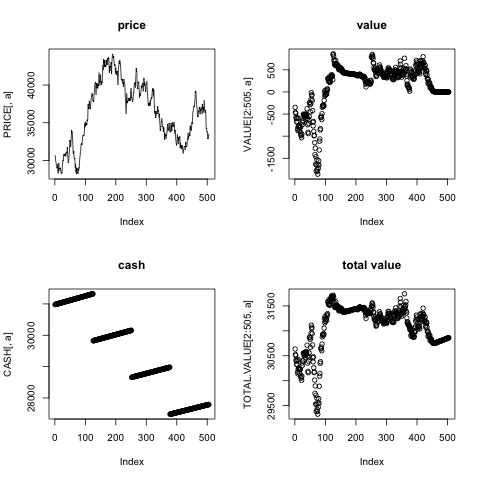 price
PRICE[, a]
30000 35000 40000
0 100 200 300 400 500
Index
value
VALUE[2:505, a]
-1500 -500 0 500
0 100 200 300 400 500
Index
cash
CASH[, a]
28000 30000
0 100 200 300 400 500
Index
total value
TOTAL.VALUE[2:505, a]
29500 30500 31500
0 100 200 300 400 500
Index